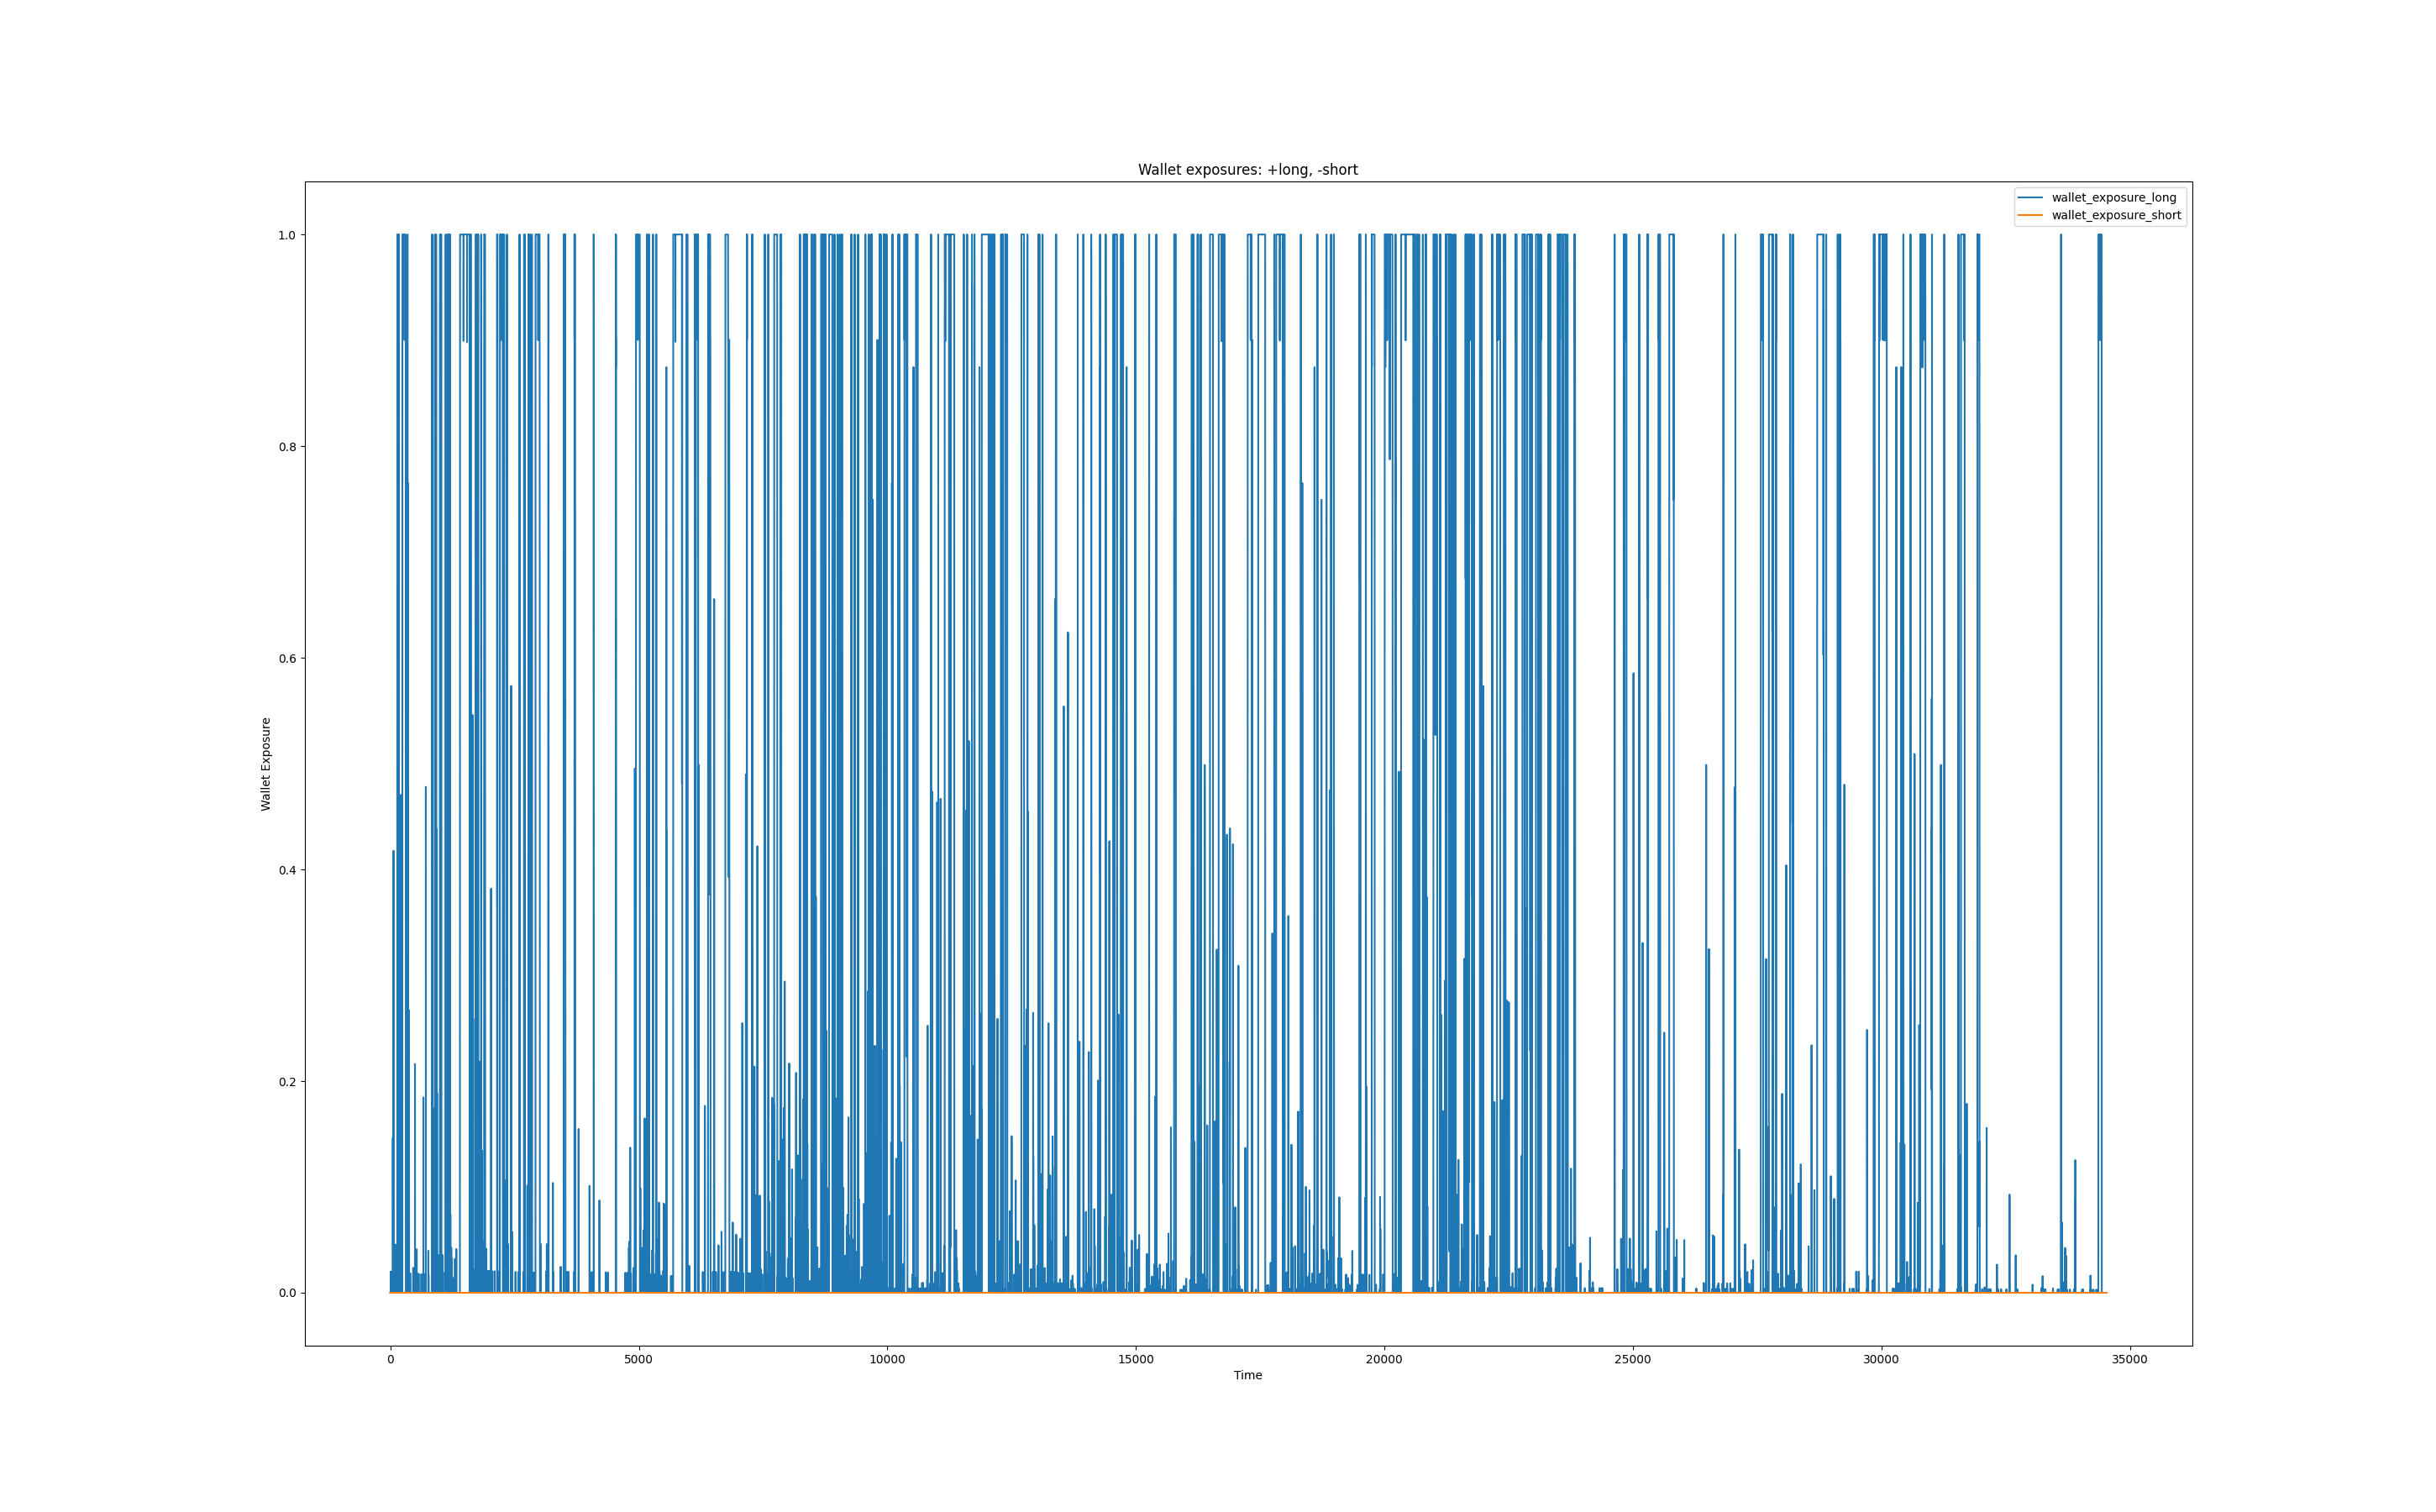 Wallet exposures: +long, -short
wallet_exposure_long
wallet_exposure_short
1.0
0.8
0.6
0.4
0.2
0.0
Wallet Exposure
0 5000 10000 15000 20000 25000 30000 35000
Time